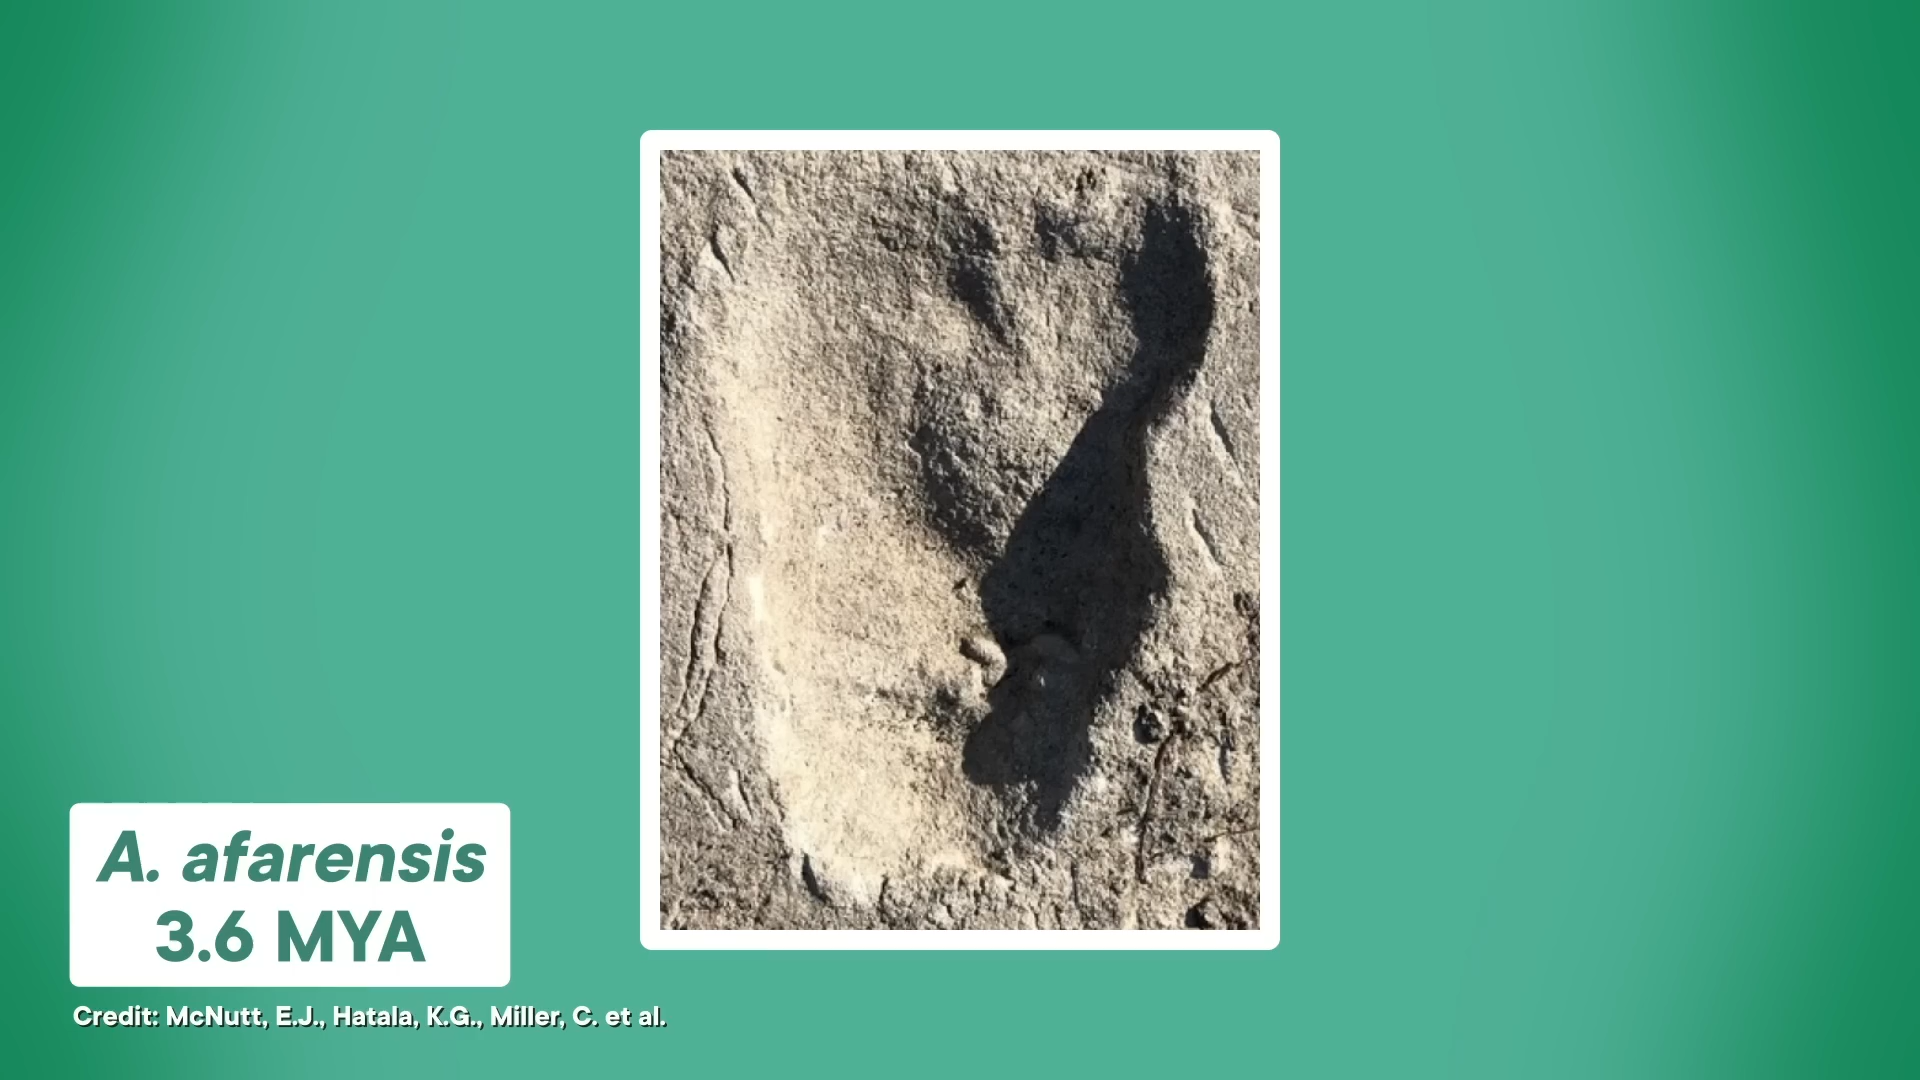 A. afarensis
3.6 MYA
Credit: McNutt, E.J., Hatala, K.G., Miller, C. et al.